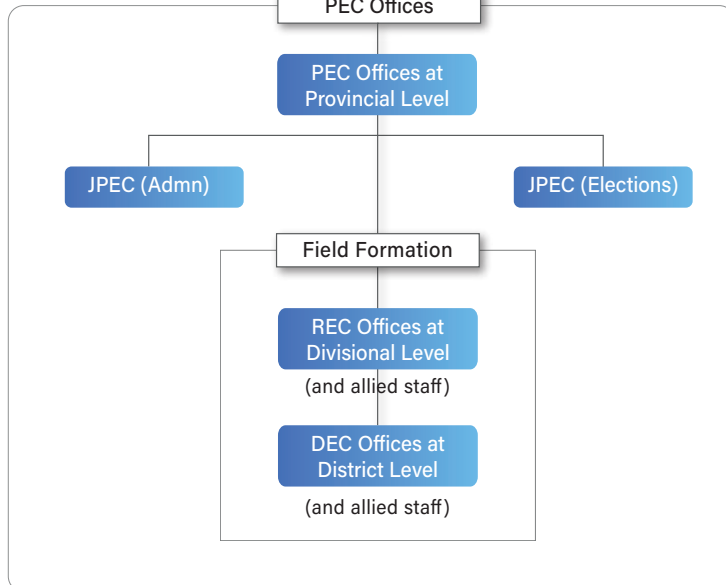 PEC Offices
PEC Offices at
Provincial Level
JPEC (Admn)
JPEC (Elections)
Field Formation
REC Offices at
Divisional Level
(and allied staff)
DEC Offices at
District Level
(and allied staff)